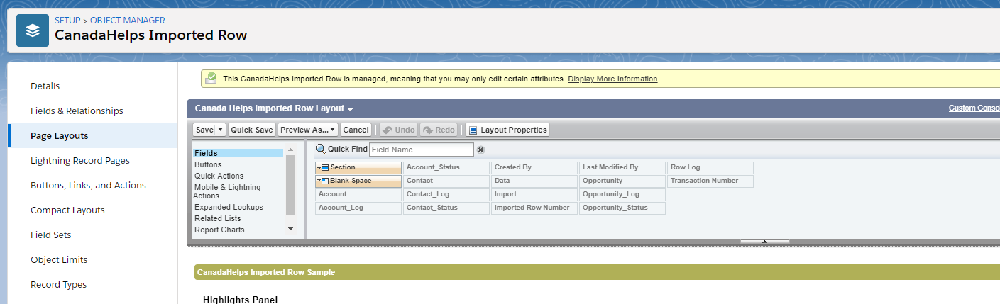 SETUP > OBJECT MANAGER
CanadaHelps Imported Row
Details
Fields & Relationships
Page Layouts
Lightning Record Pages
Buttons, Links, and Actions
Compact Layouts
Field Sets
Object Limits
Record Types
This CanadaHelps Imported Row is managed, meaning that you may only edit certain attributes. Display More Information
Canada Helps Imported Row Layout
Custom Conso
Save Quick Save Preview As... Cancel Undo Redo Layout Properties
Fields
Buttons
Quick Actions
Mobile & Lightning
Actions
Expanded Lookups
Related Lists
Report Charts
Quick Find Field Name
Section Account_Status Created By Last Modified By Row Log
Blank Space Contact Data Opportunity Transaction Number
Account Contact_Log Import Opportunity_Log
Account_Log Contact_Status Imported Row Number Opportunity_Status
CanadaHelps Imported Row Sample
Highlights Panel